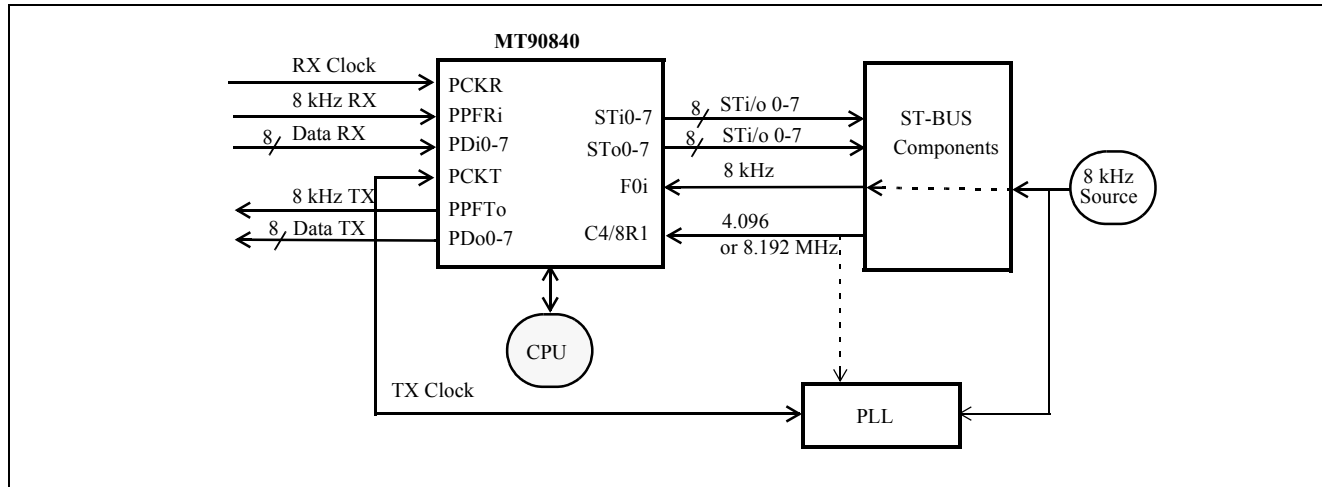 MT90840
RX Clock
8 kHz RX
8 Data RX
8 kHz TX
8 Data TX
PCKR
PPFRi
PDi0-7
PCKT
PPFTo
PDo0-7
STi0-7
STo0-7
F0i
C4/8R1
8 STi/o 0-7
8 STi/o 0-7
8 kHz
4.096
or 8.192 MHz
ST-BUS
Components
8 kHz
Source
CPU
TX Clock
PLL